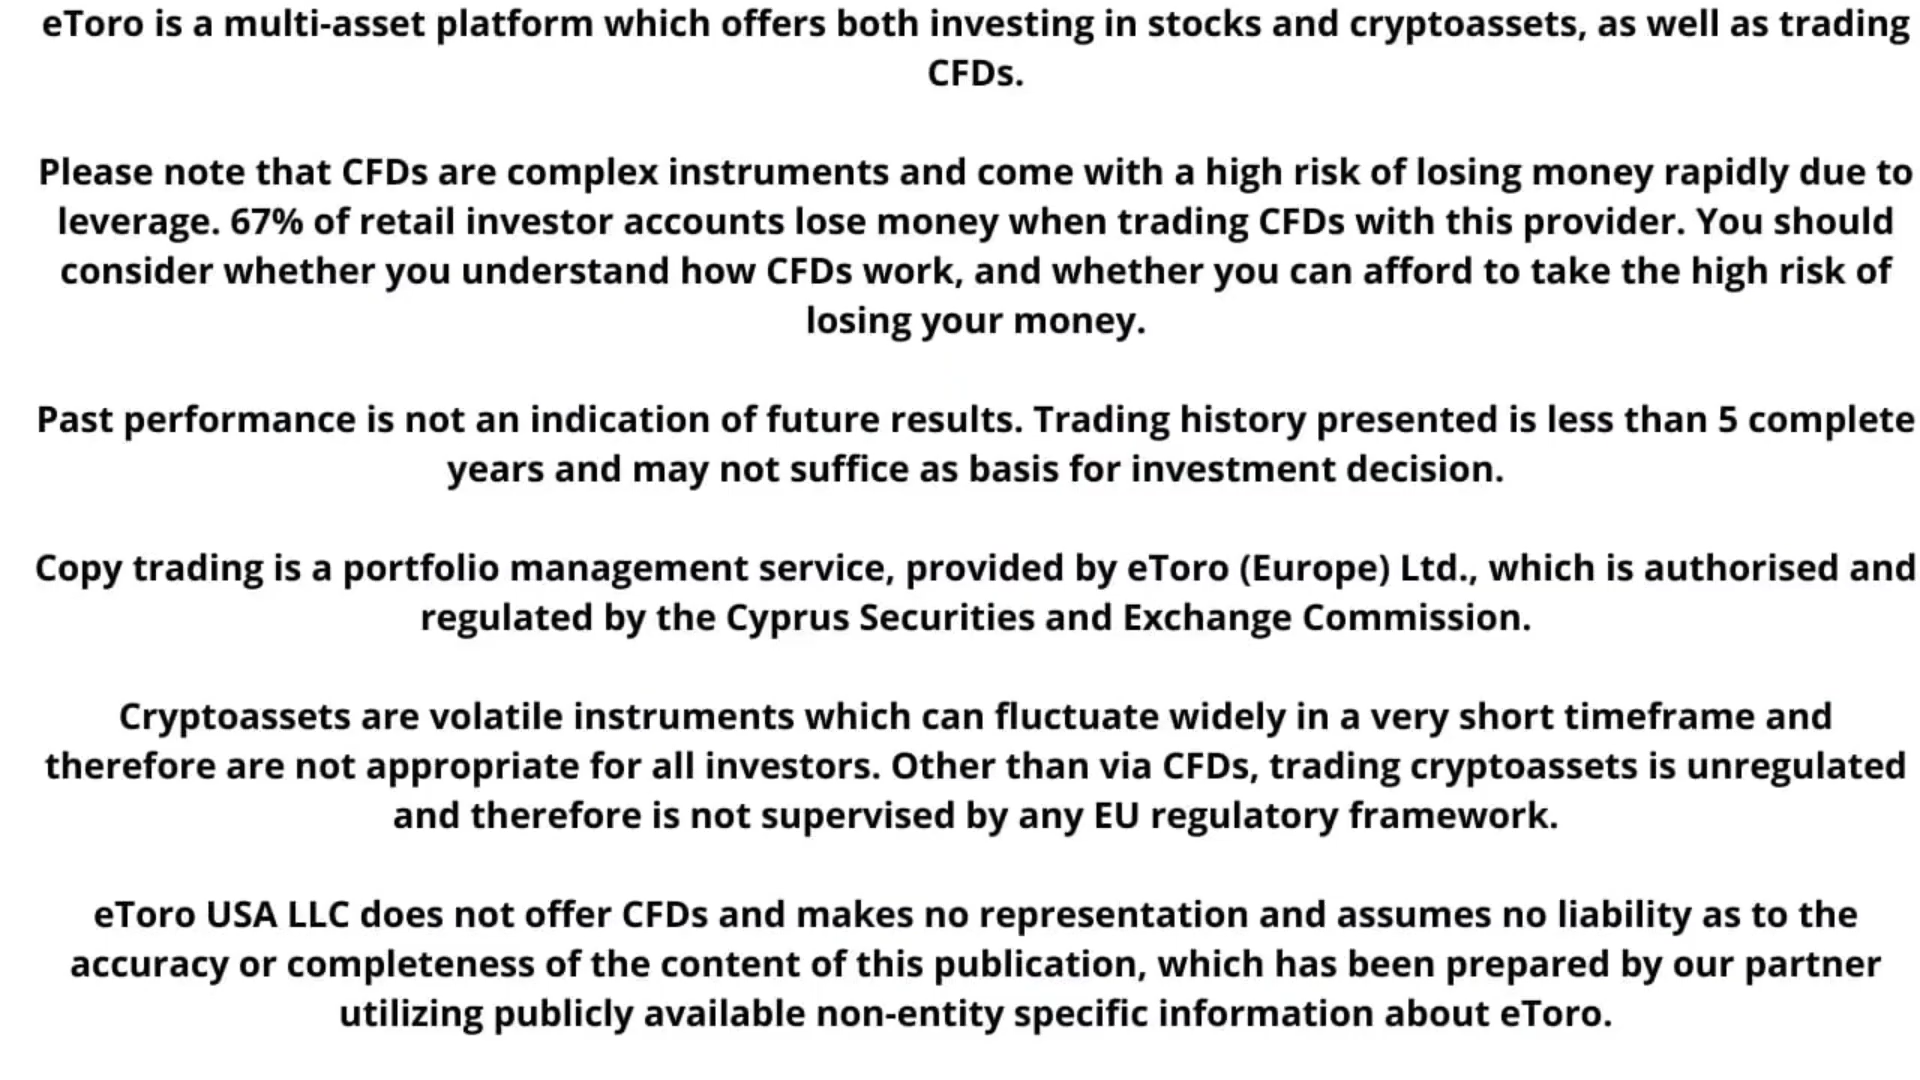 eToro is a multi-asset platform which offers both investing in stocks and cryptoassets, as well as trading
CFDs.
Please note that CFDs are complex instruments and come with a high risk of losing money rapidly due to
leverage. 67% of retail investor accounts lose money when trading CFDs with this provider. You should
consider whether you understand how CFDs work, and whether you can afford to take the high risk of
losing your money.
Past performance is not an indication of future results. Trading history presented is less than 5 complete
years and may not suffice as basis for investment decision.
Copy trading is a portfolio management service, provided by eToro (Europe) Ltd., which is authorised and
regulated by the Cyprus Securities and Exchange Commission.
Cryptoassets are volatile instruments which can fluctuate widely in a very short timeframe and
therefore are not appropriate for all investors. Other than via CFDs, trading cryptoassets is unregulated
and therefore is not supervised by any EU regulatory framework.
eToro USA LLC does not offer CFDs and makes no representation and assumes no liability as to the
accuracy or completeness of the content of this publication, which has been prepared by our partner
utilizing publicly available non-entity specific information about eToro.